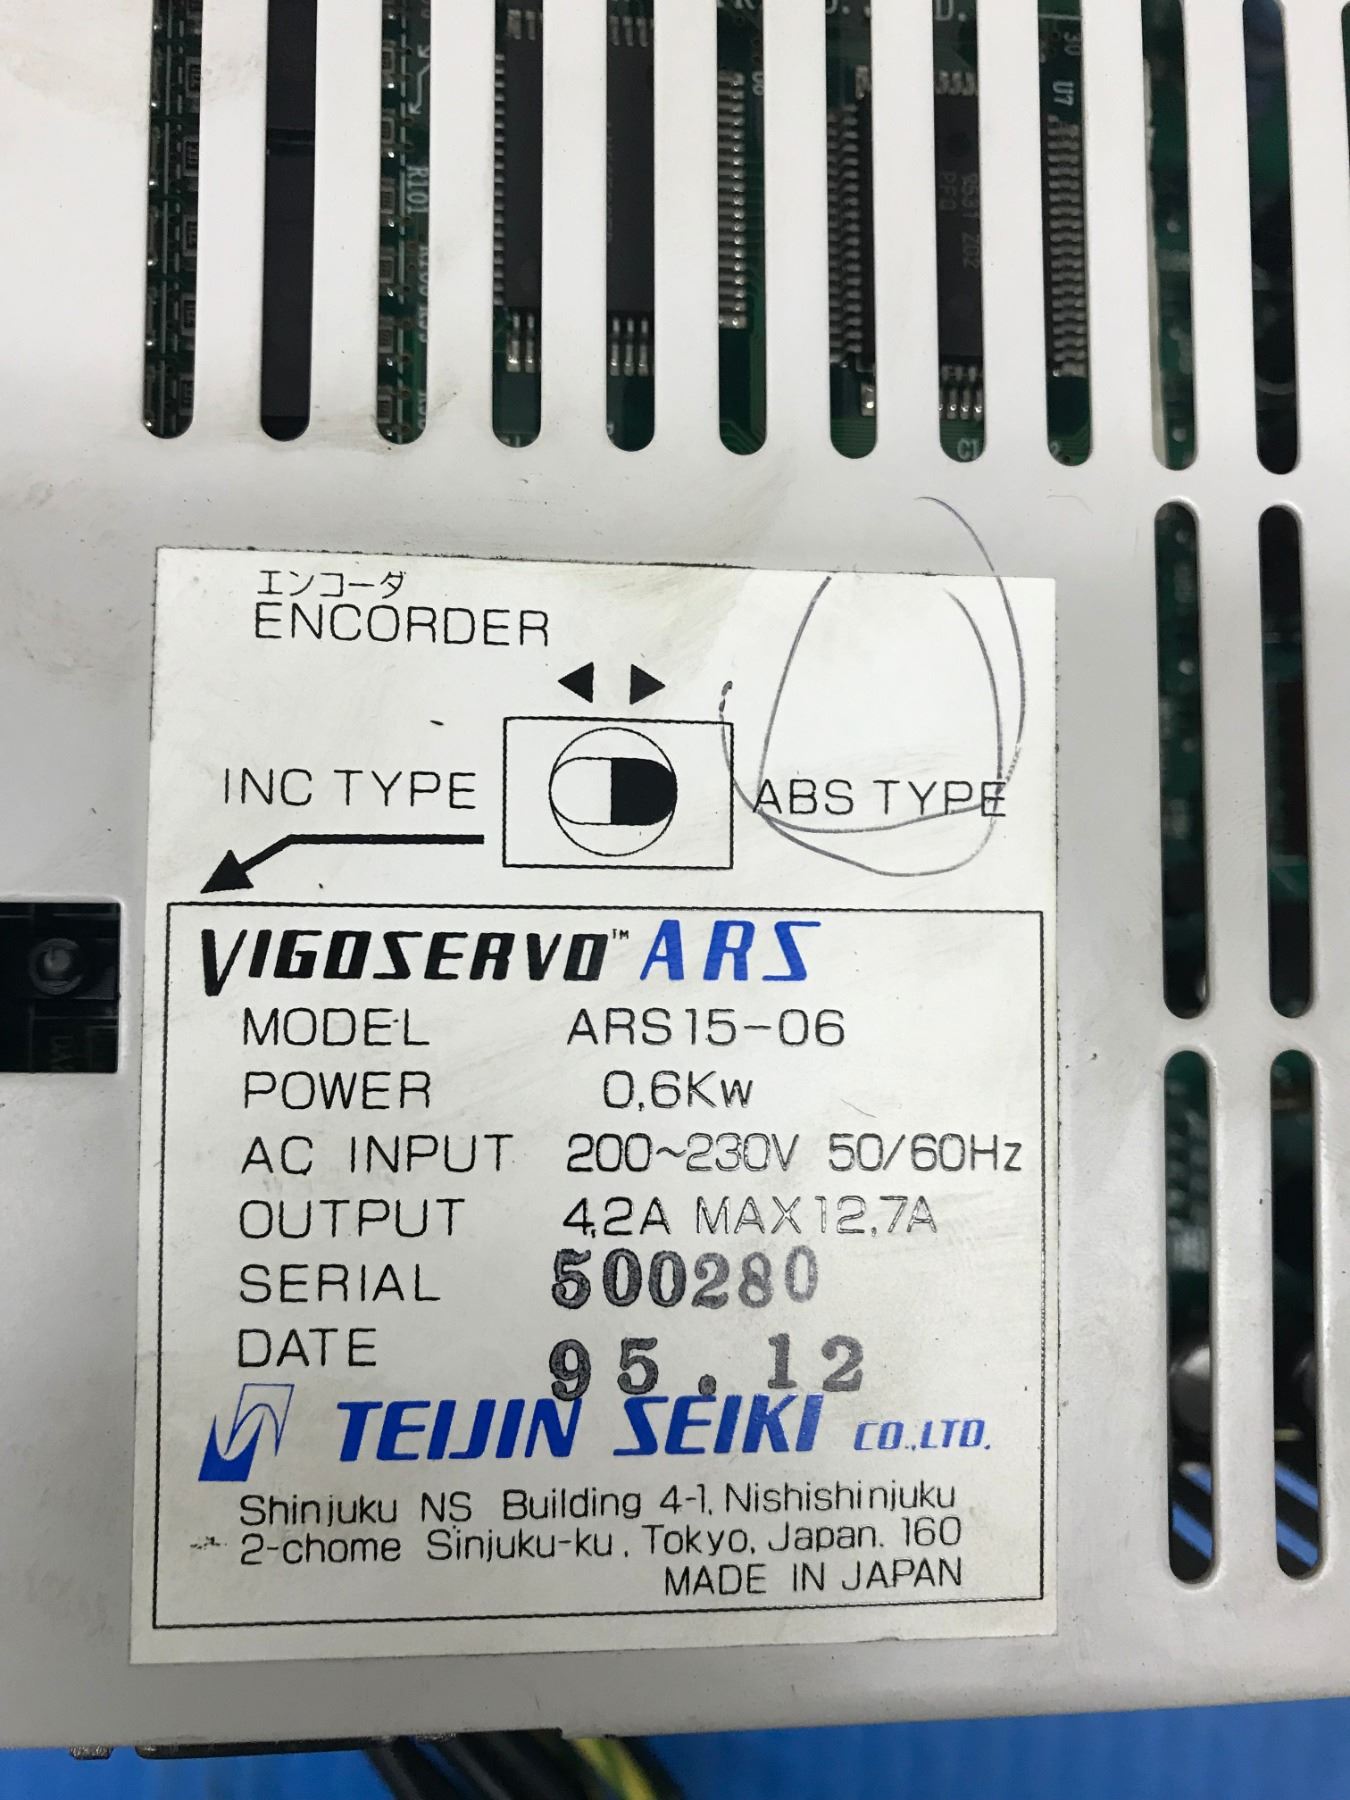 U7
R101
エンコーダ
ENCORDER
INC TYPE
ABS TYPE
VIGOSERVO™ ARS
MODEL ARS15-06
POWER 0.6Kw
AC INPUT 200~230V 50/60Hz
OUTPUT 4.2A MAX12.7A
SERIAL 500280
DATE 95.12
TEIJIN SEIKI CO.,LTD.
Shinjuku NS Building 4-1, Nishishinjuku
2-chome Sinjuku-ku, Tokyo, Japan. 160
MADE IN JAPAN